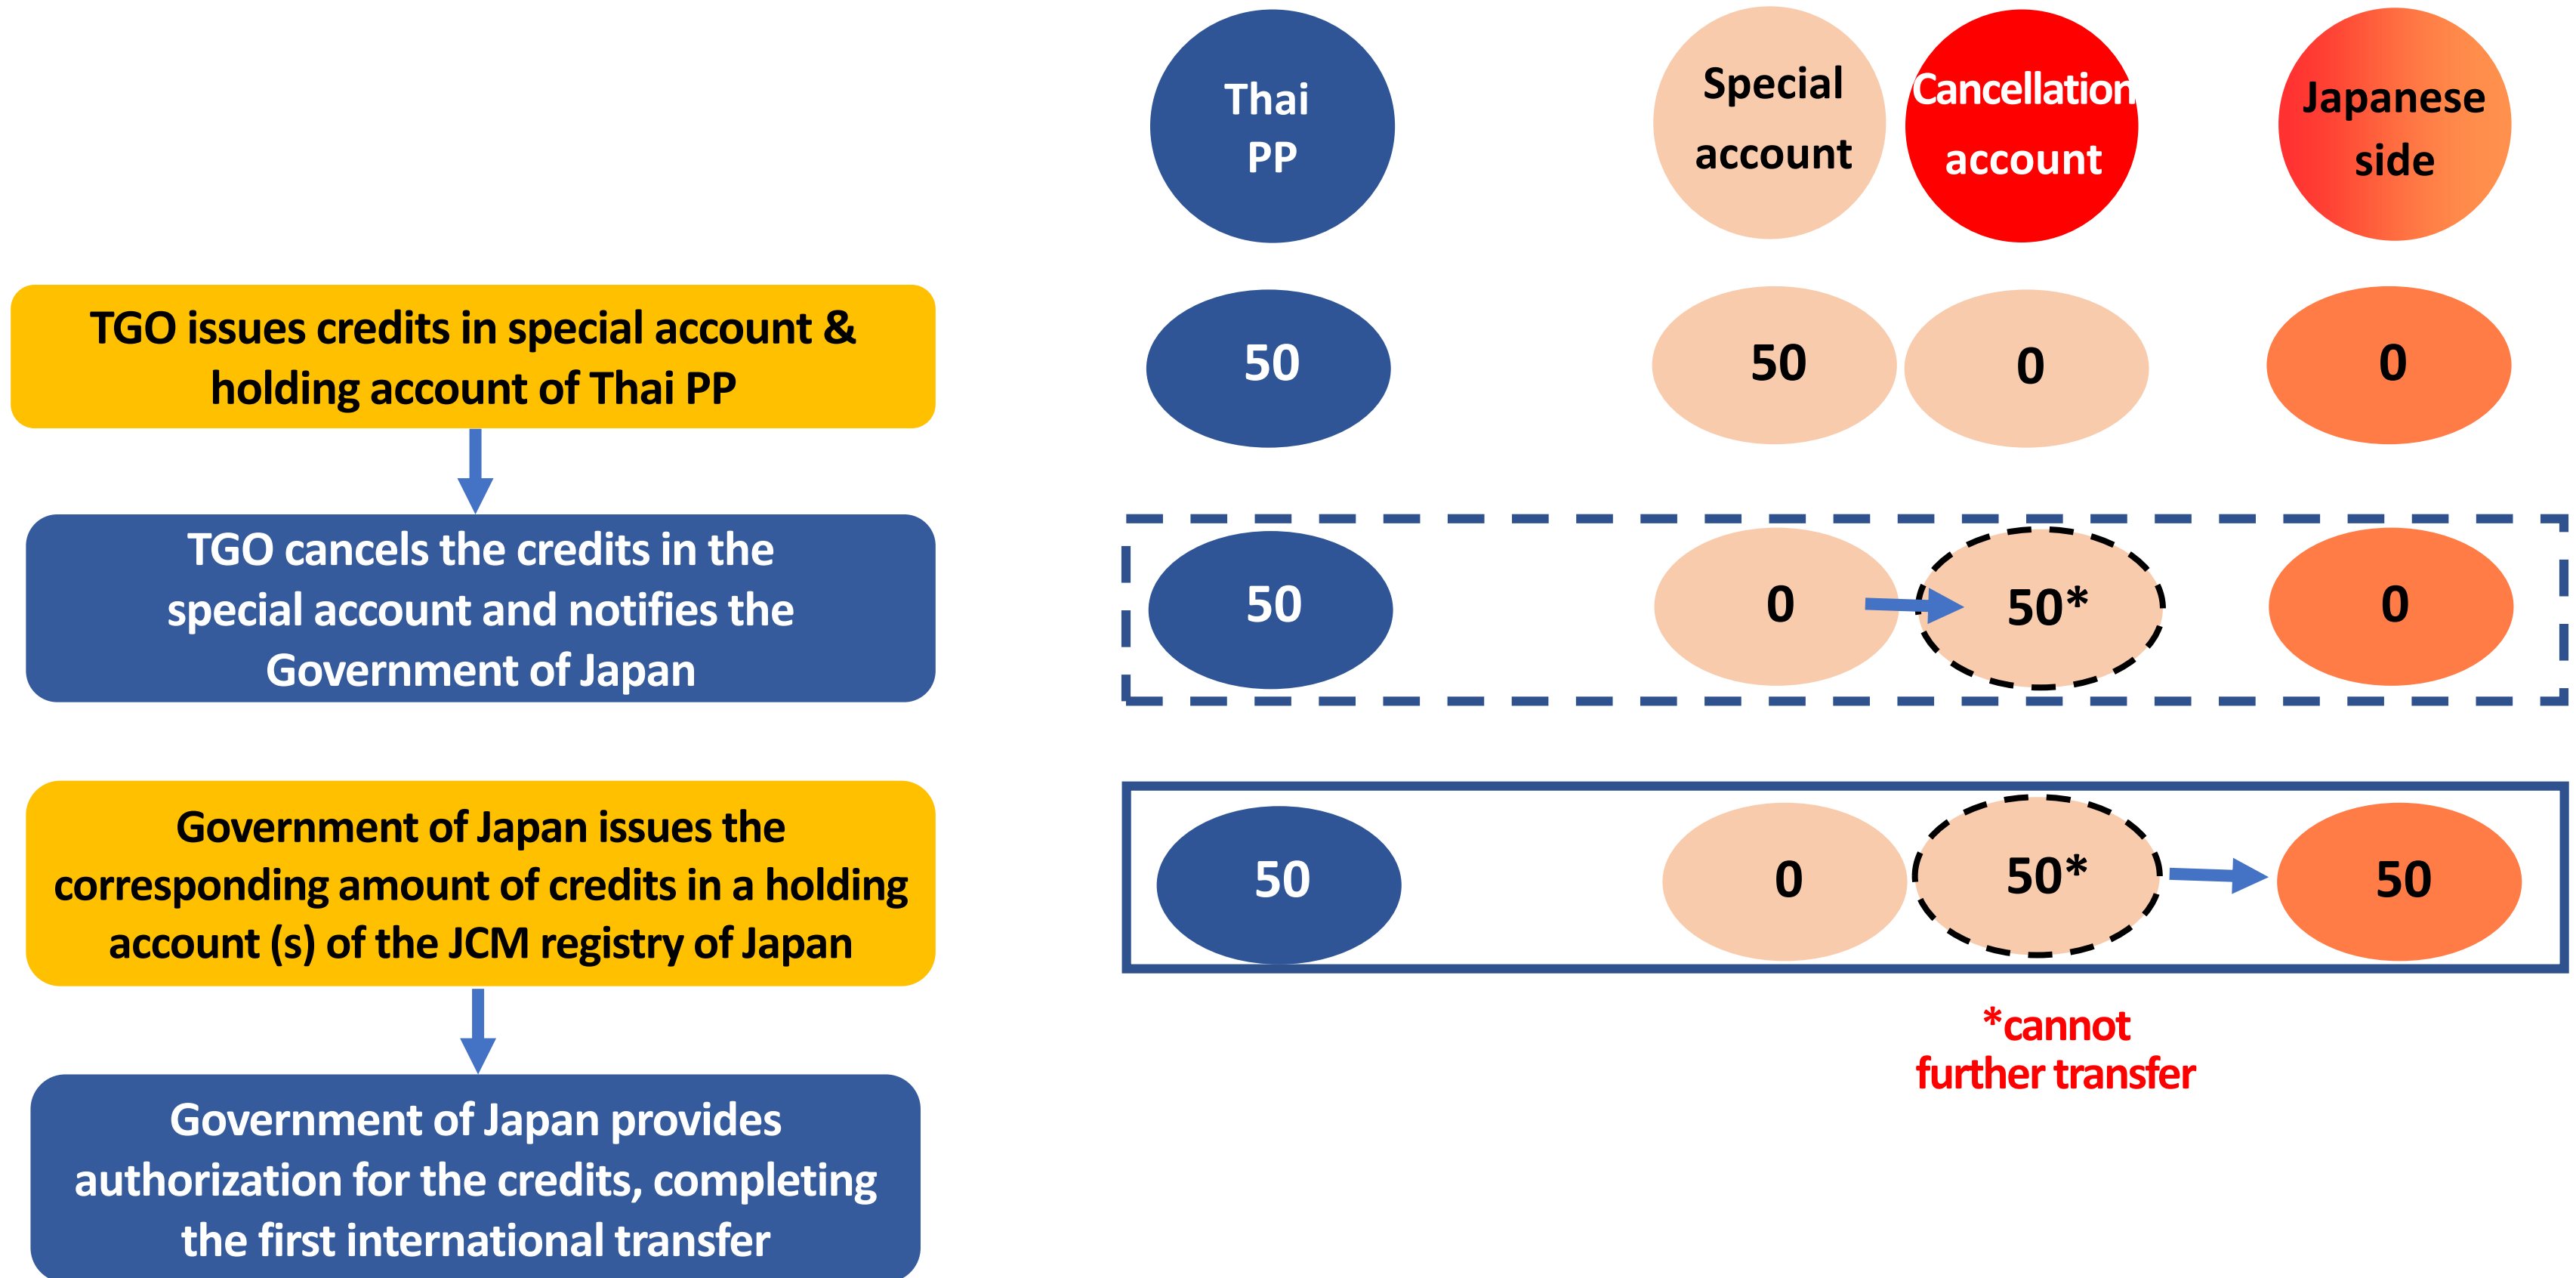 Thai
PP
Special
account
Cancellation
account
Japanese
side
TGO issues credits in special account &
holding account of Thai PP
50
50
0
0
TGO cancels the credits in the
special account and notifies the
Government of Japan
50
0
50*
0
Government of Japan issues the
corresponding amount of credits in a holding
account (s) of the JCM registry of Japan
50
0
50*
50
*cannot
further transfer
Government of Japan provides
authorization for the credits, completing
the first international transfer